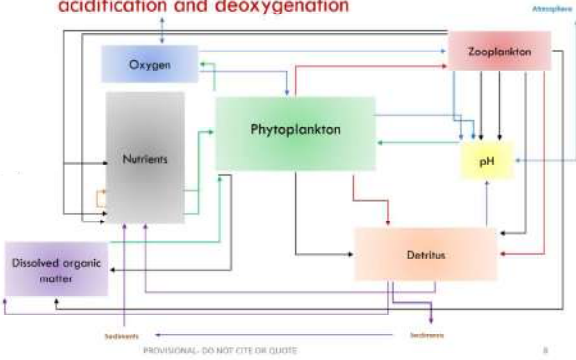 acidification and deoxygenation
Atmosphere
Oxygen
Zooplankton
Phytoplankton
Nutrients
pH
Dissolved organic
matter
Detritus
Sediments
Sediments
PROVISIONAL- DO NOT CITE OR QUOTE
8